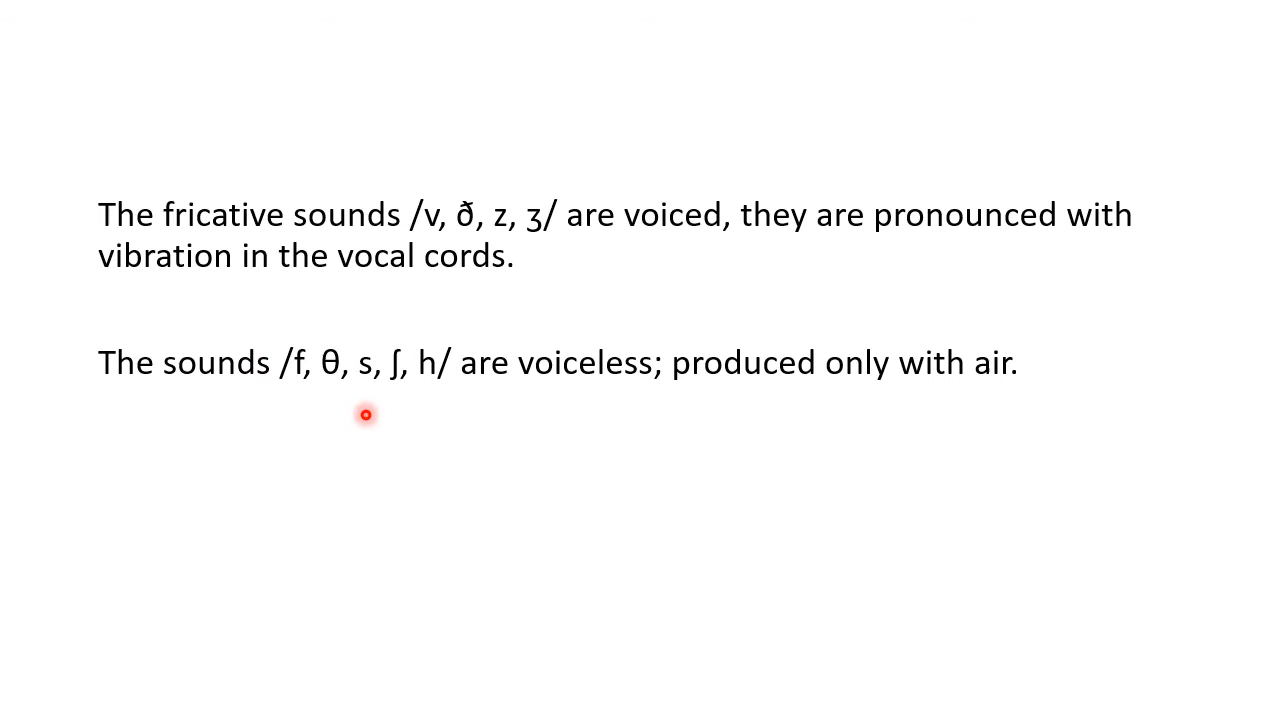 The fricative sounds /v, ð, z, ʒ/ are voiced, they are pronounced with
vibration in the vocal cords.
The sounds /f, θ, s, ʃ, h/ are voiceless; produced only with air.